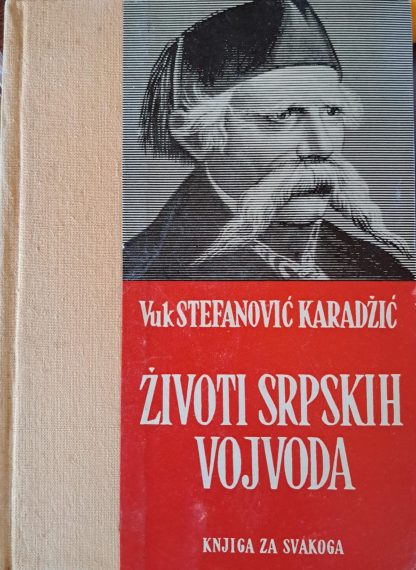 Vuk STEFANOVIĆ KARADŽIĆ
ŽIVOTI SRPSKIH
VOJVODA
KNJIGA ZA SVAKOGA